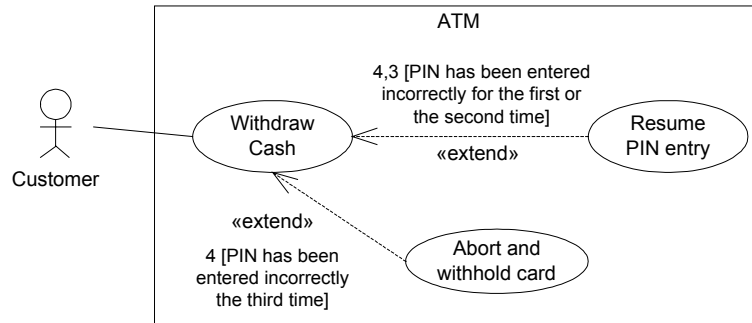 ATM
4,3 [PIN has been entered
incorrectly for the first or
the second time]
Withdraw
Cash
Resume
PIN entry
«extend»
Customer
«extend»
4 [PIN has been
entered incorrectly
the third time]
Abort and
withhold card